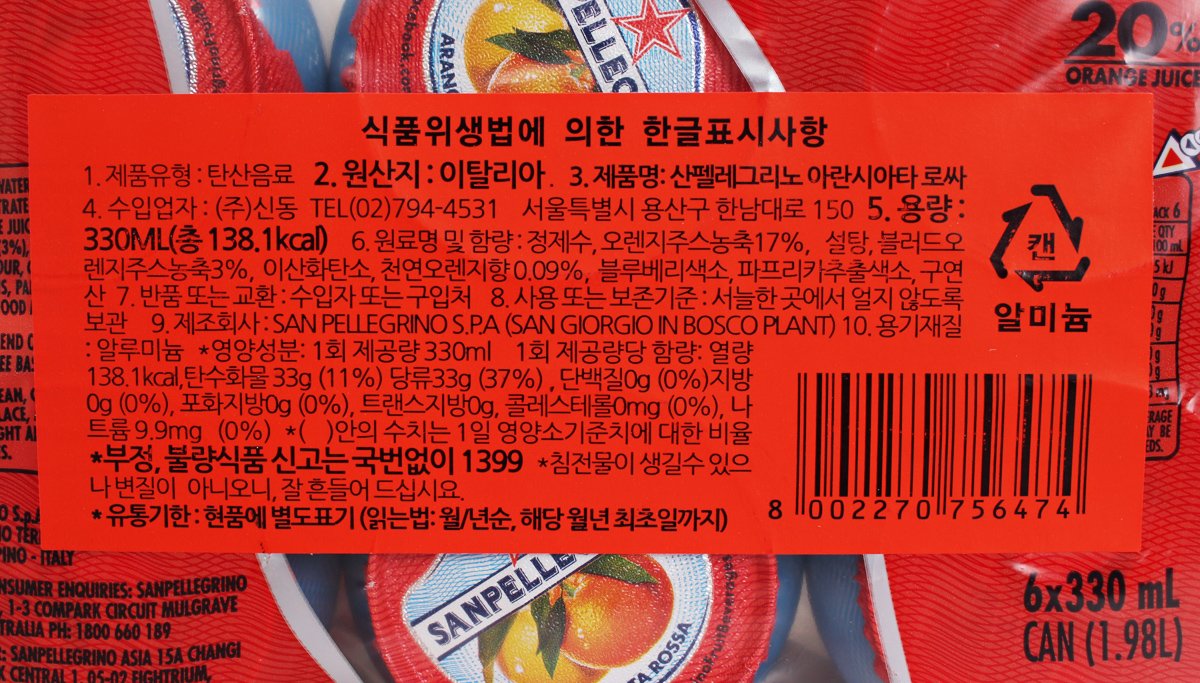 ARANC
SANPELLEGR
20%
ORANGE JUICE
식품위생법에 의한 한글표시사항
1. 제품유형 : 탄산음료 2. 원산지 : 이탈리아. 3. 제품명: 산펠레그리노 아란시아타 로싸
4. 수입업자 : (주)신동 TEL(02)794-4531 서울특별시 용산구 한남대로 150 5. 용량 :
330ML(총 138.1kcal) 6. 원료명 및 함량 : 정제수, 오렌지주스농축17%, 설탕, 블러드오
렌지주스농축3%, 이산화탄소, 천연오렌지향 0.09%, 블루베리색소, 파프리카추출색소, 구연
산 7. 반품 또는 교환 : 수입자 또는 구입처 8. 사용 또는 보존기준 : 서늘한 곳에서 얼지 않도록
보관 9. 제조회사 : SAN PELLEGRINO S.P.A (SAN GIORGIO IN BOSCO PLANT) 10. 용기재질
: 알루미늄 *영양성분: 1회 제공량 330ml 1회 제공량당 함량: 열량
138.1kcal,탄수화물 33g (11%) 당류33g (37%) , 단백질0g (0%)지방
0g (0%), 포화지방0g (0%), 트랜스지방0g, 콜레스테롤0mg (0%), 나
트륨 9.9mg (0%) *( )안의 수치는 1일 영양소기준치에 대한 비율
*부정, 불량식품 신고는 국번없이 1399 *침전물이 생길수 있으
나 변질이 아니오니, 잘 흔들어 드십시요.
*유통기한 : 현품에 별도표기 (읽는법: 월/년순, 해당 월년 최초일까지)
캔
알미늄
8 002270 756474
PINO - ITALY
NSUMER ENQUIRIES: SANPELLEGRINO
, 1-3 COMPARK CIRCUIT MULGRAVE
TRALIA PH: 1800 660 189
: SANPELLEGRINO ASIA 15A CHANGI
CENTRAL 1, 05-02 EIGHTRIUM,
SANPELLE
TA ROSSA
6x330 mL
CAN (1.98L)